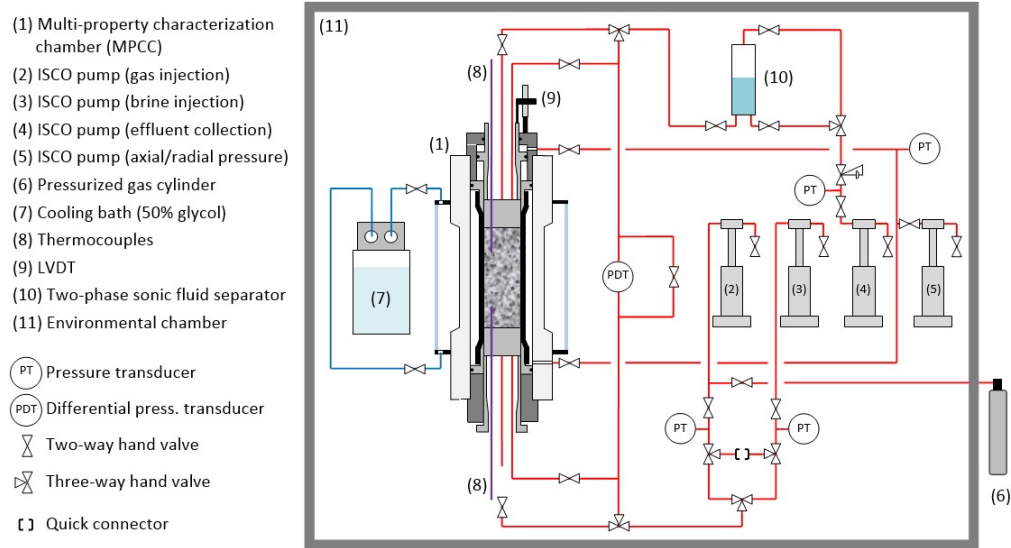 (1) Multi-property characterization
chamber (MPCC)
(2) ISCO pump (gas injection)
(3) ISCO pump (brine injection)
(4) ISCO pump (effluent collection)
(5) ISCO pump (axial/radial pressure)
(6) Pressurized gas cylinder
(7) Cooling bath (50% glycol)
(8) Thermocouples
(9) LVDT
(10) Two-phase sonic fluid separator
(11) Environmental chamber
PT Pressure transducer
PDT Differential press. transducer
Two-way hand valve
Three-way hand valve
Quick connector
(11)
(8)
(10)
(9)
(1)
PT
PT
PDT
(7)
(2)
(3)
(4)
(5)
PT
PT
(8)
(6)